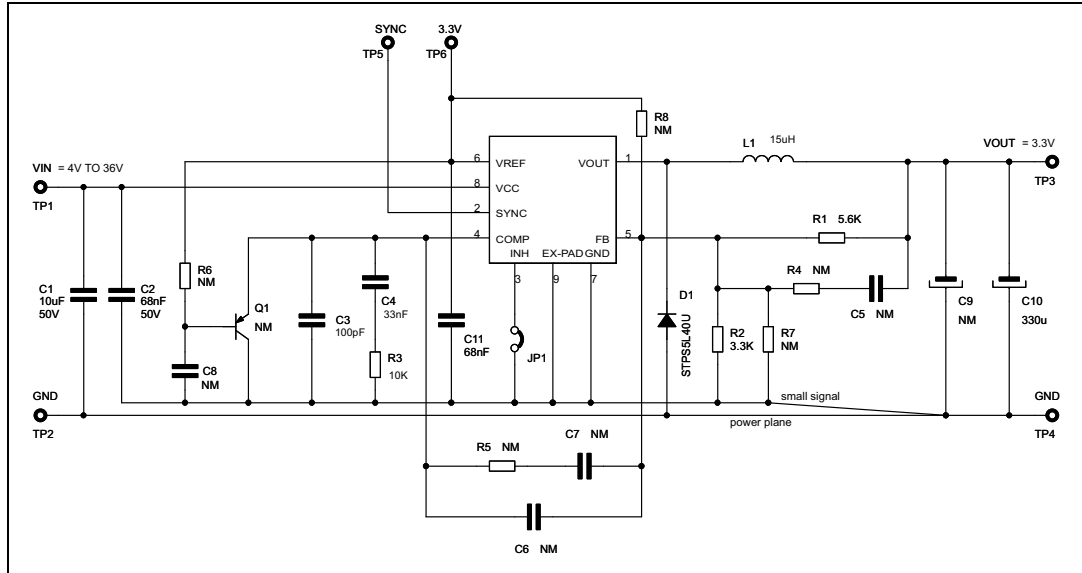 SYNC
TP5
3.3V
TP6
R8
NM
L1
15uH
VIN = 4V TO 36V
TP1
VOUT = 3.3V
TP3
6
VREF
VOUT
1
8
VCC
2
SYNC
4
COMP
FB
5
INH
EX-PAD
GND
3
9
7
R1 5.6K
R4 NM
C5 NM
R6
NM
C1
10uF
50V
C2
68nF
50V
Q1
NM
C3
100pF
C4
33nF
R3
10K
C11
68nF
JP1
D1
STPS5L40U
R2
3.3K
R7
NM
C9
NM
C10
330u
C8
NM
GND
TP2
small signal
power plane
GND
TP4
R5 NM
C7 NM
C6 NM